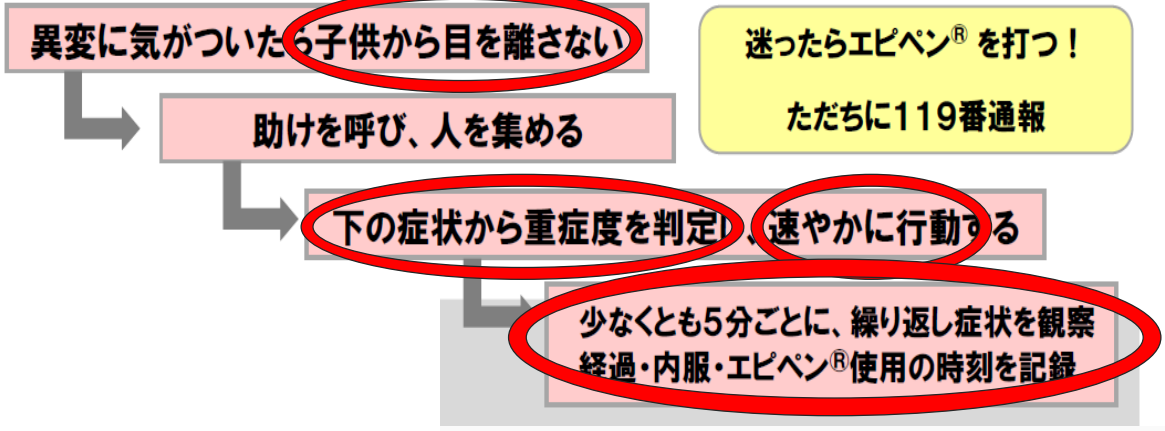 異変に気がついたら子供から目を離さない
迷ったらエピペン® を打つ！
ただちに119番通報
助けを呼び、人を集める
下の症状から重症度を判定し、速やかに行動する
少なくとも5分ごとに、繰り返し症状を観察
経過・内服・エピペン®使用の時刻を記録